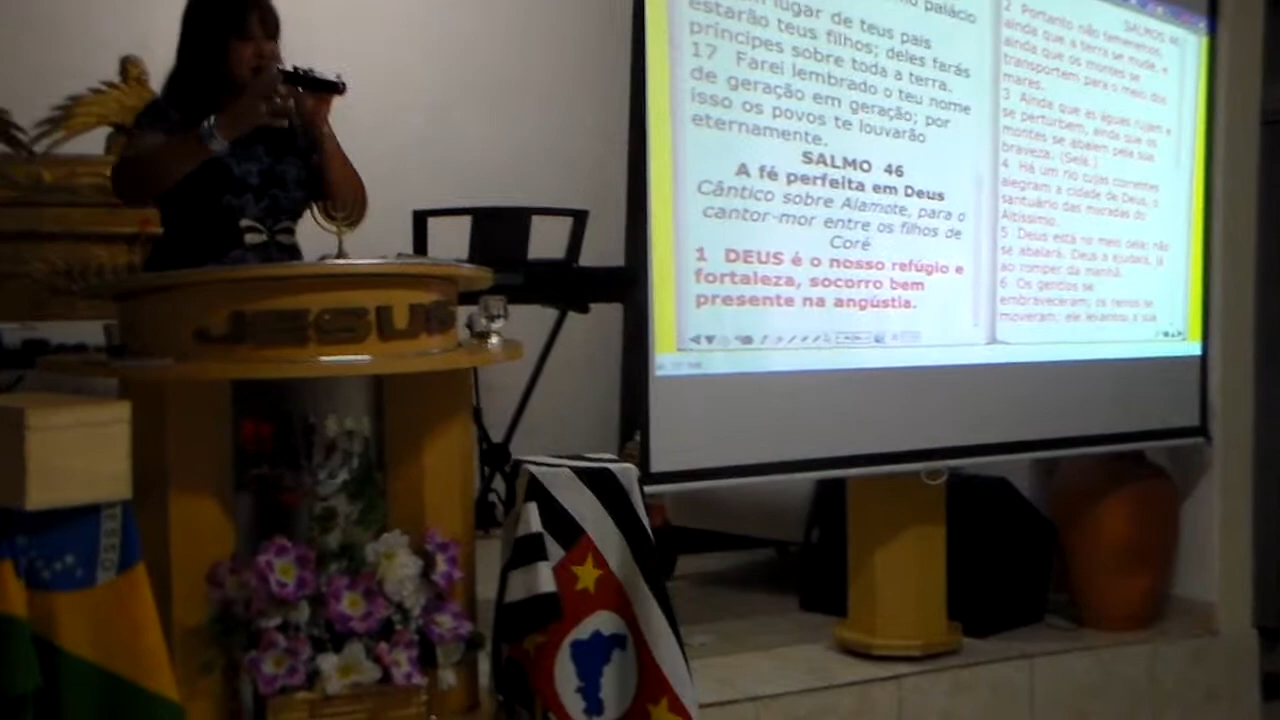 palácio
lugar de teus pais
estarão teus filhos; deles farás
príncipes sobre toda a terra.
17 Farei lembrado o teu nome
de geração em geração; por
isso os povos te louvarão
eternamente.
SALMO 46
A fé perfeita em Deus
Cântico sobre Alamote, para o
cantor-mor entre os filhos de
Coré
1 DEUS é o nosso refúgio e
fortaleza, socorro bem
presente na angústia.
SALMOS 46
2 Portanto não temeremos,
ainda que a terra se mude, e
ainda que os montes se
transportem para o meio dos
mares.
3 Ainda que as águas rujam e
se perturbem, ainda que os
montes se abalem pela sua
braveza. (Selá.)
4 Há um rio cujas correntes
alegram a cidade de Deus, o
santuário das moradas do
Altíssimo.
5 Deus está no meio dela; não
se abalará. Deus a ajudará, já
ao romper da manhã.
6 Os gentios se
embraveceram; os reinos se
moveram; ele levantou a sua
JESUS
ESSO